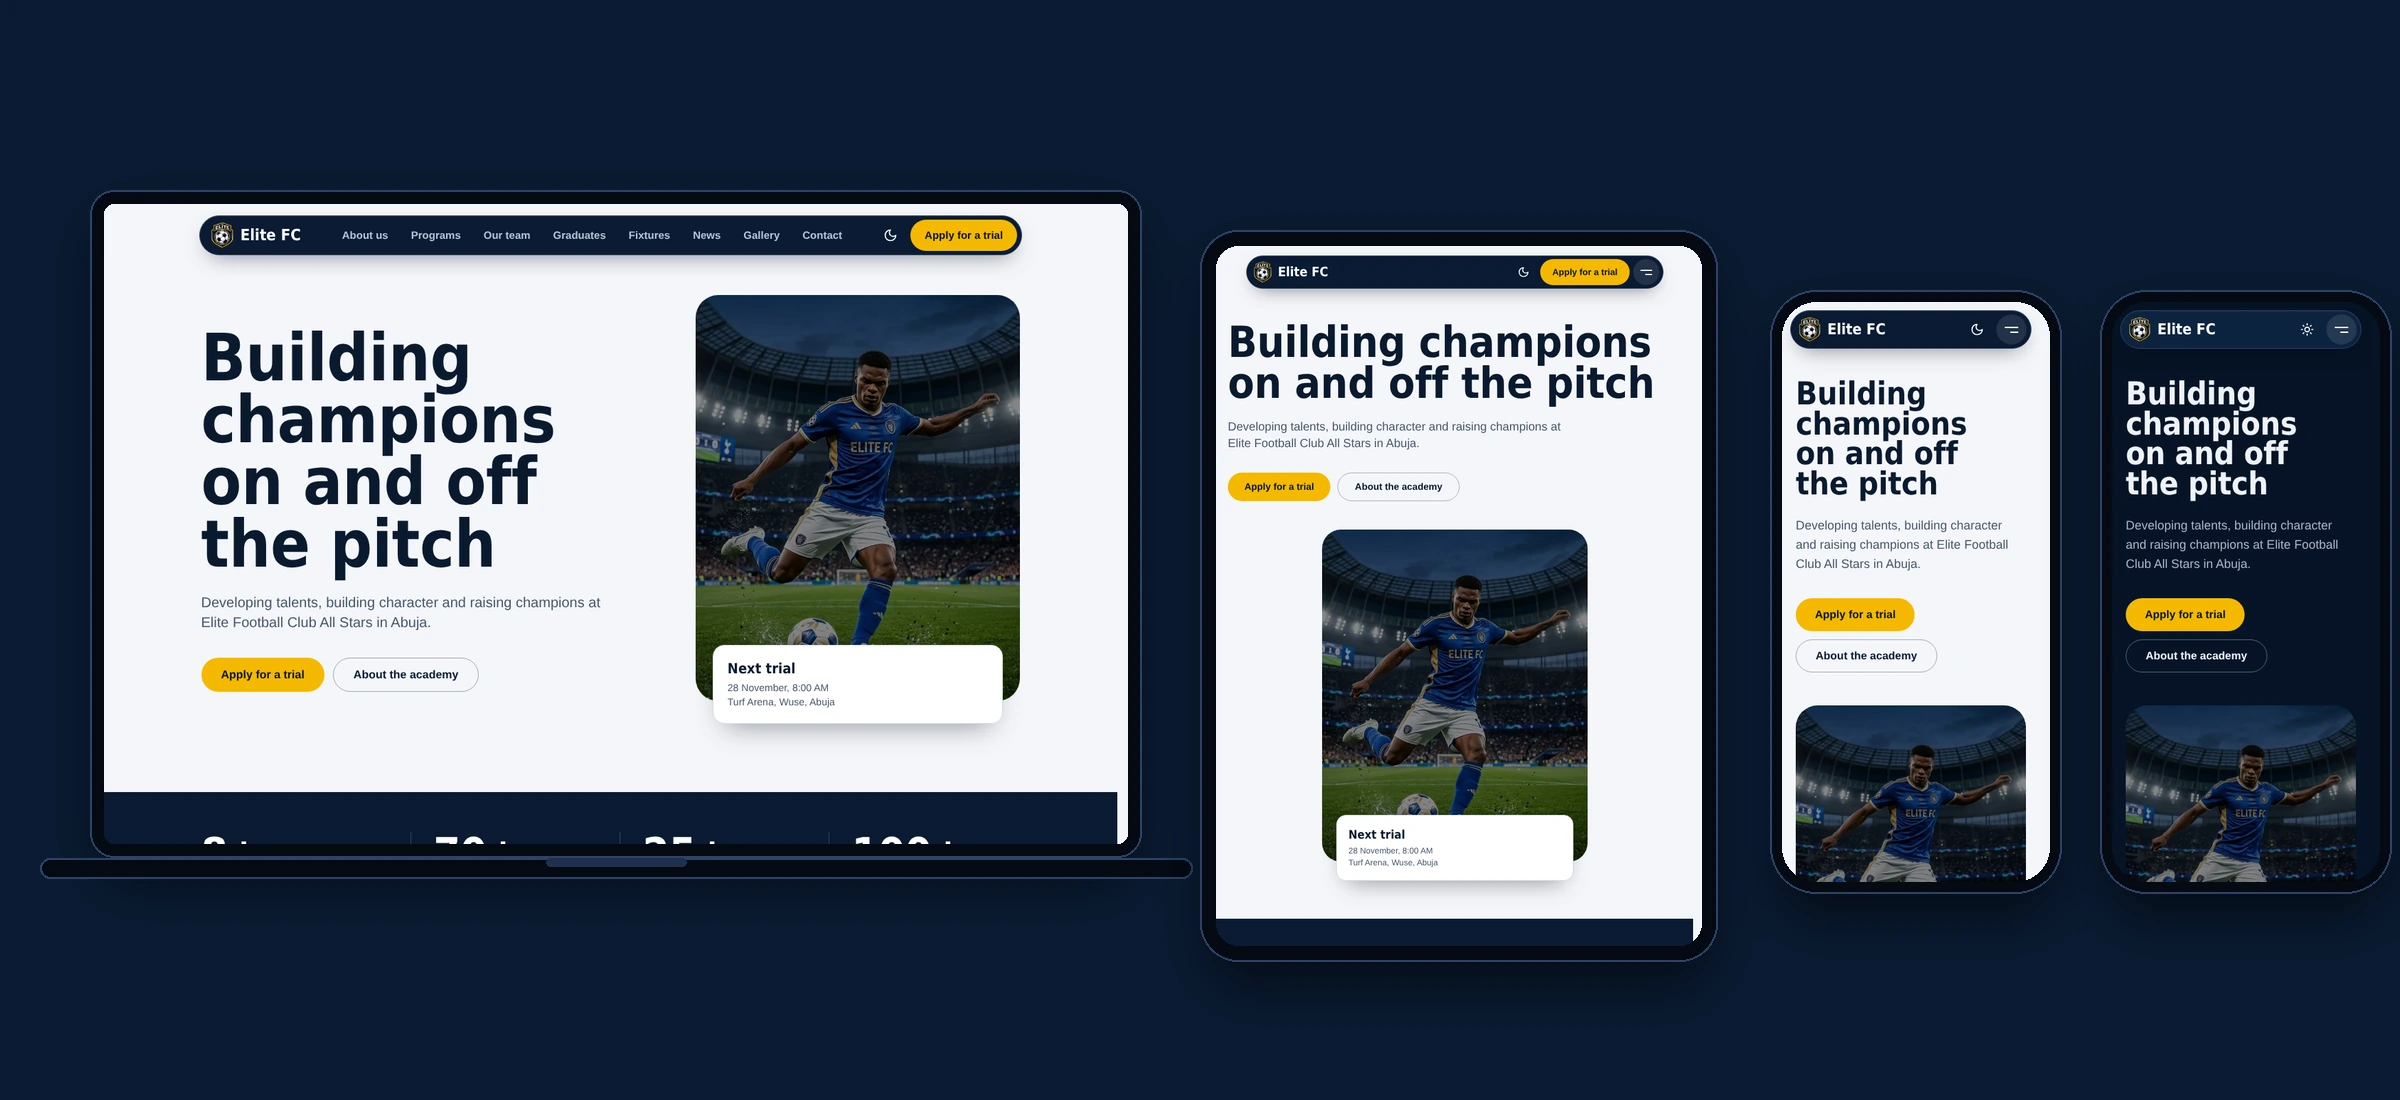 Elite FC
About us
Programs
Our team
Graduates
Fixtures
News
Gallery
Contact
Apply for a trial
Building
champions
on and off
the pitch
Developing talents, building character and raising champions at
Elite Football Club All Stars in Abuja.
Apply for a trial
About the academy
ELITE FC
Next trial
28 November, 8:00 AM
Turf Arena, Wuse, Abuja
Elite FC
Apply for a trial
Building champions
on and off the pitch
Developing talents, building character and raising champions at
Elite Football Club All Stars in Abuja.
Apply for a trial
About the academy
ELITE FC
Next trial
28 November, 8:00 AM
Turf Arena, Wuse, Abuja
Elite FC
Building
champions
on and off
the pitch
Developing talents, building character
and raising champions at Elite Football
Club All Stars in Abuja.
Apply for a trial
About the academy
Elite FC
Building
champions
on and off
the pitch
Developing talents, building character
and raising champions at Elite Football
Club All Stars in Abuja.
Apply for a trial
About the academy